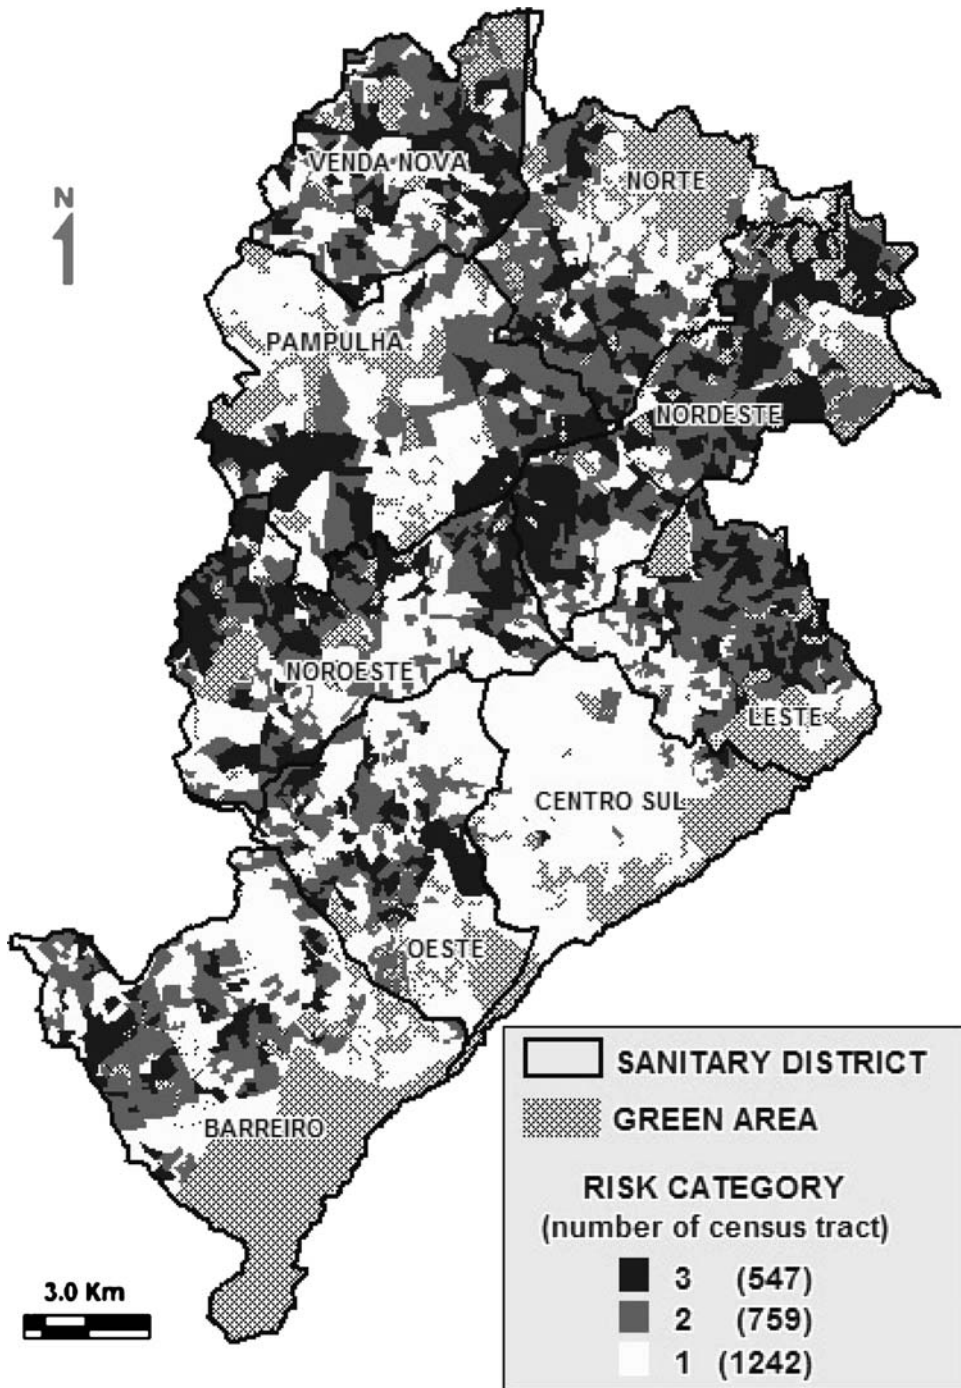 VENDA NOVA
NORTE
N
PAMPULHA
NORDESTE
NOROESTE
LESTE
CENTRO SUL
OESTE
BARREIRO
SANITARY DISTRICT
GREEN AREA
RISK CATEGORY
(number of census tract)
3 (547)
2 (759)
1 (1242)
3.0 Km